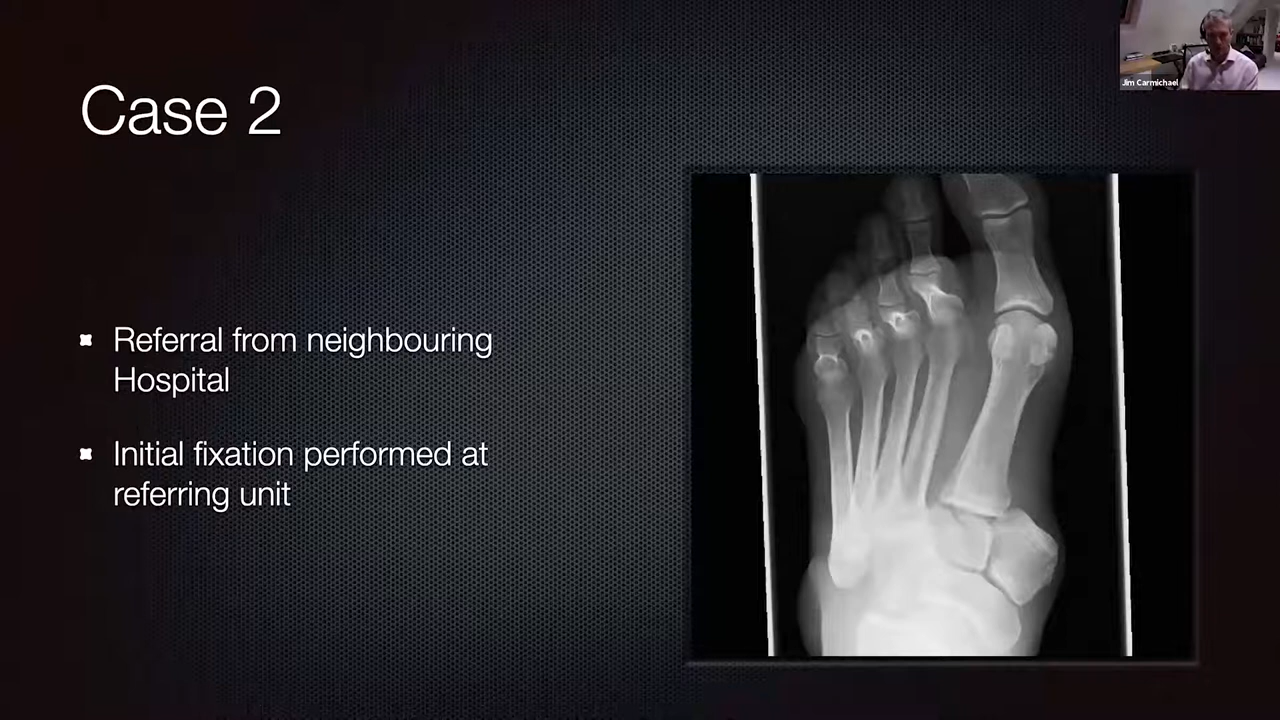 Jim Carmichael
Case 2
Referral from neighbouring
Hospital
Initial fixation performed at
referring unit